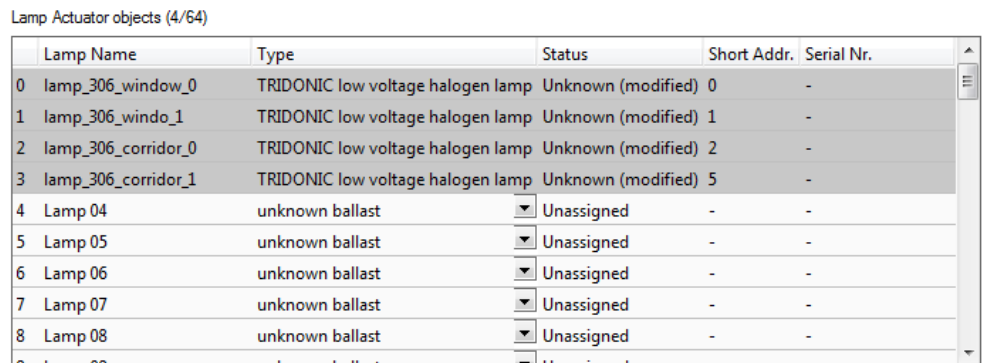 Lamp Actuator objects (4/64)
Lamp Name Type Status Short Addr. Serial Nr.
0 lamp_306_window_0 TRIDONIC low voltage halogen lamp Unknown (modified) 0 -
1 lamp_306_windo_1 TRIDONIC low voltage halogen lamp Unknown (modified) 1 -
2 lamp_306_corridor_0 TRIDONIC low voltage halogen lamp Unknown (modified) 2 -
3 lamp_306_corridor_1 TRIDONIC low voltage halogen lamp Unknown (modified) 5 -
4 Lamp 04 unknown ballast Unassigned - -
5 Lamp 05 unknown ballast Unassigned - -
6 Lamp 06 unknown ballast Unassigned - -
7 Lamp 07 unknown ballast Unassigned - -
8 Lamp 08 unknown ballast Unassigned - -